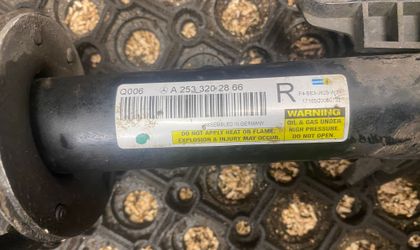 Q006 A 253 320 28 66
R
ASSEMBLED IN GERMANY
DO NOT APPLY HEAT OR FLAME.
EXPLOSION & INJURY MAY OCCUR.
WARNING
OIL & GAS UNDER
HIGH PRESSURE.
DO NOT OPEN.